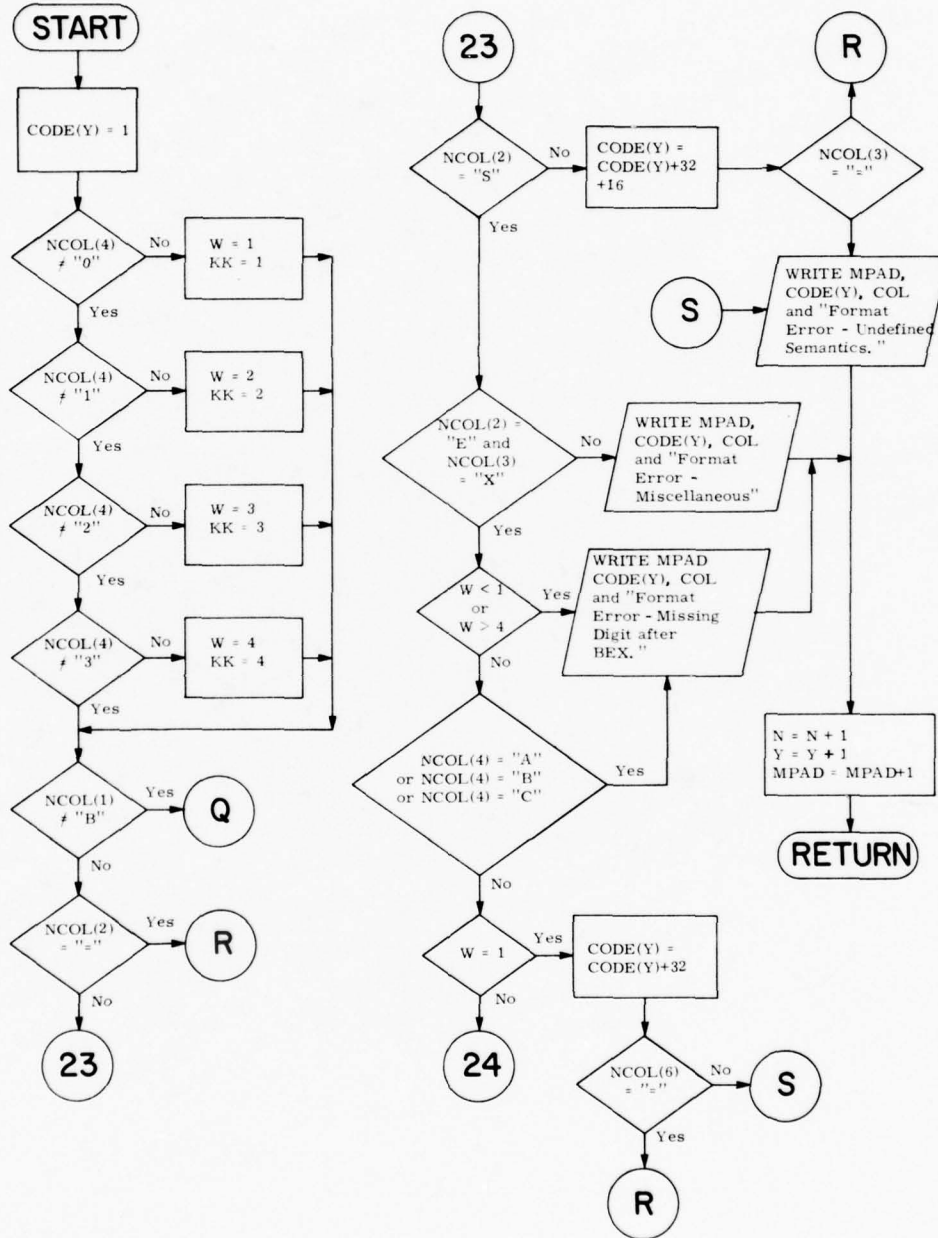 START
CODE(Y) = 1
NCOL(4)
≠ "0"
No
W = 1
KK = 1
Yes
NCOL(4)
≠ "1"
No
W = 2
KK = 2
Yes
NCOL(4)
≠ "2"
No
W = 3
KK = 3
Yes
NCOL(4)
≠ "3"
No
W = 4
KK = 4
Yes
NCOL(1)
≠ "B"
Yes
Q
No
NCOL(2)
= "="
Yes
R
No
23
23
NCOL(2)
= "S"
No
CODE(Y) =
CODE(Y)+32
+16
NCOL(3)
= "="
R
Yes
S
WRITE MPAD,
CODE(Y), COL
and "Format
Error - Undefined
Semantics."
NCOL(2) =
"E" and
NCOL(3)
= "X"
No
WRITE MPAD,
CODE(Y), COL
and "Format
Error -
Miscellaneous"
Yes
W < 1
or
W > 4
Yes
WRITE MPAD
CODE(Y), COL
and "Format
Error - Missing
Digit after
BEX."
No
NCOL(4) = "A"
or NCOL(4) = "B"
or NCOL(4) = "C"
Yes
N = N + 1
Y = Y + 1
MPAD = MPAD+1
RETURN
No
W = 1
Yes
CODE(Y) =
CODE(Y)+32
No
24
NCOL(6)
= "="
No
S
Yes
R